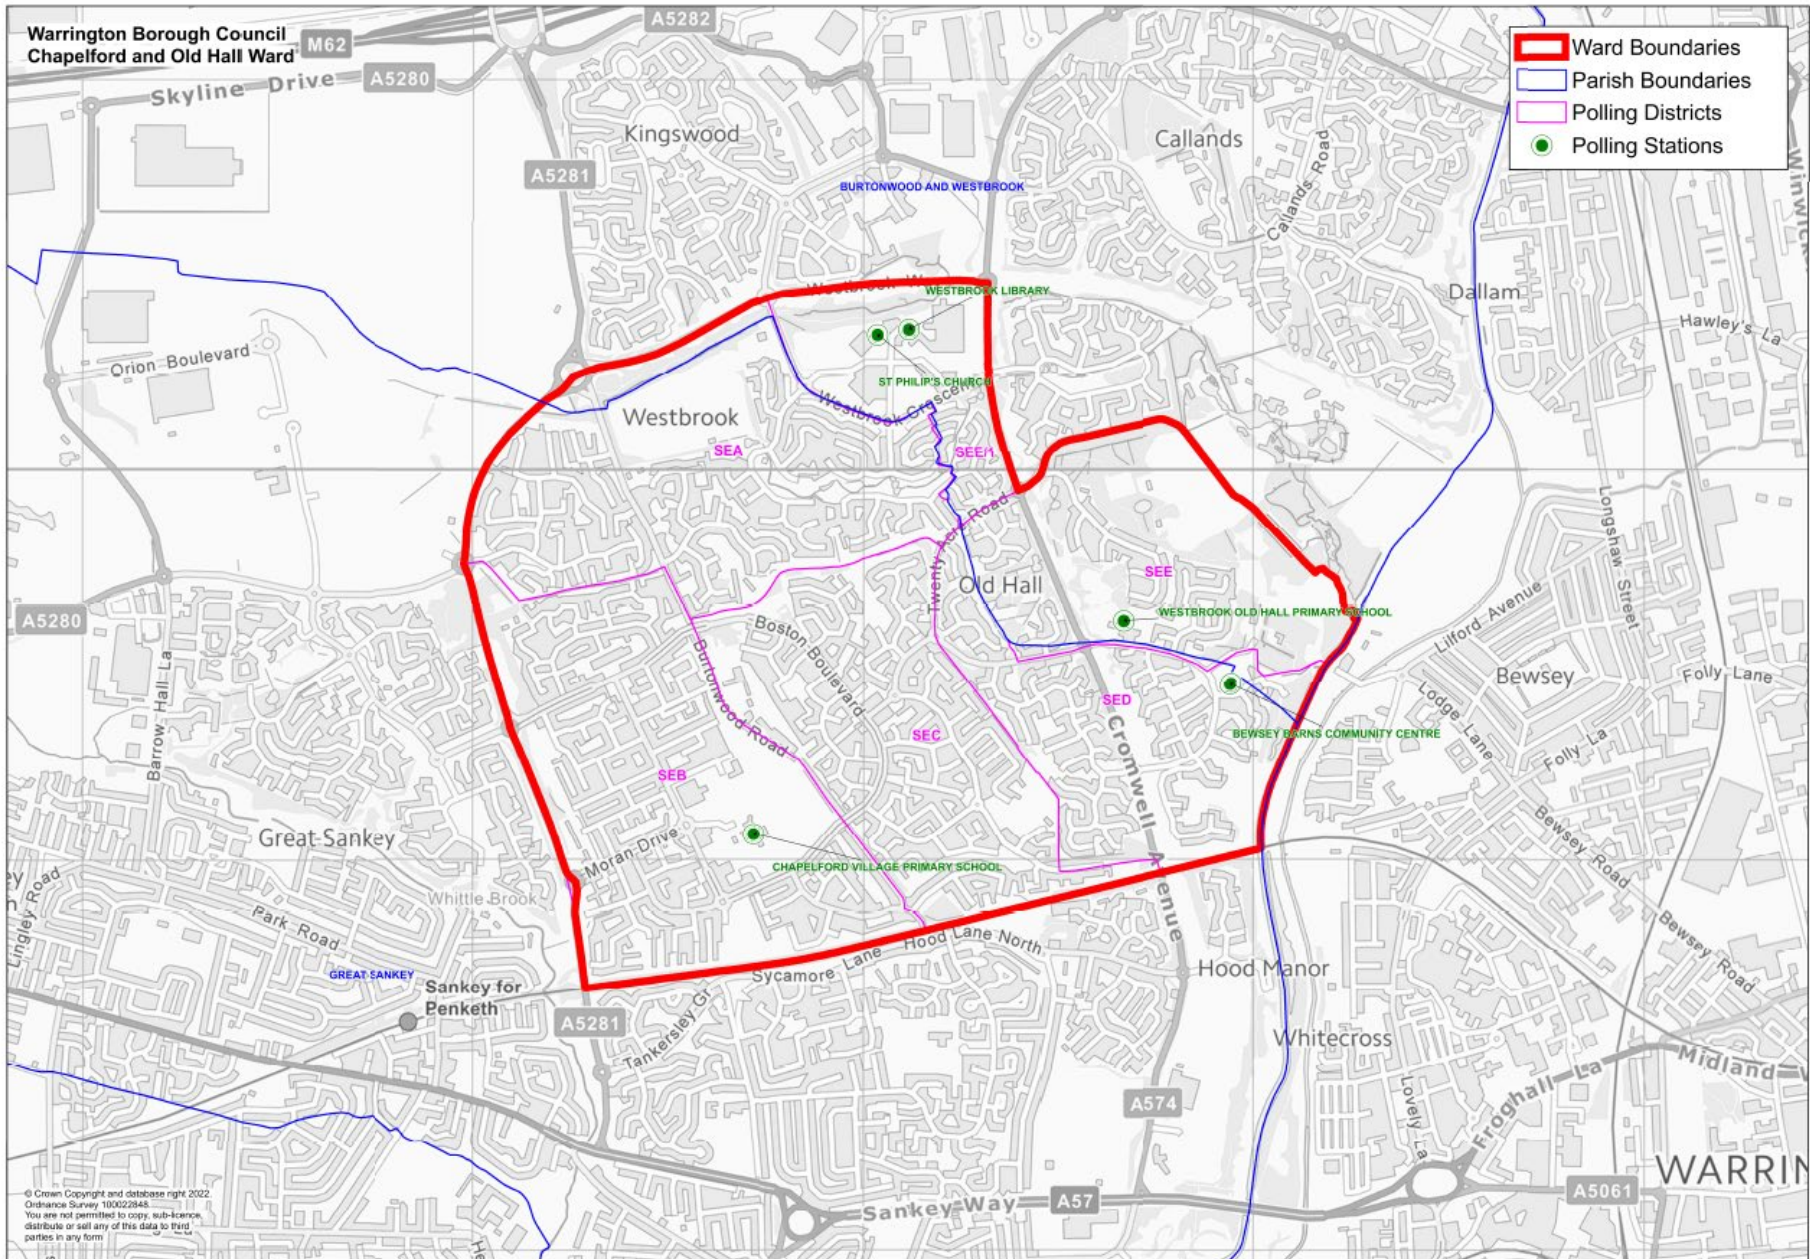 Warrington Borough Council
Chapelford and Old Hall Ward
M62
A5282
Skyline Drive
A5280
Ward Boundaries
Parish Boundaries
Polling Districts
Polling Stations
Kingswood
Callands
Callands Road
A5281
BURTONWOOD AND WESTBROOK
WESTBROOK LIBRARY
Dallam
Hawley's La
Orion Boulevard
ST PHILIP'S CHURCH
Westbrook Crescent
Westbrook
SEA
SEE/1
Twenty Acre Road
Longshaw Street
Old Hall
SEE
A5280
WESTBROOK OLD HALL PRIMARY SCHOOL
Lilford Avenue
Boston Boulevard
Burtonwood Road
Barrow Hall La
Bewsey
Folly Lane
Lodge Lane
SED
SEC
BEWSEY BARNS COMMUNITY CENTRE
Folly La
SEB
Cromwell Avenue
Great Sankey
Moran Drive
CHAPELFORD VILLAGE PRIMARY SCHOOL
Bewsey Road
Whittle Brook
Lingley Road
Park Road
Hood Lane North
Sycamore Lane
Bewsey Road
GREAT SANKEY
Hood Manor
Sankey for
Penketh
A5281
Tankersley Gr
Whitecross
Midland
A574
Lovely La
Froghall La
WARRIN
Sankey Way
A57
A5061
© Crown Copyright and database right 2022.
Ordnance Survey 100022848.
You are not permitted to copy, sub-licence,
distribute or sell any of this data to third
parties in any form